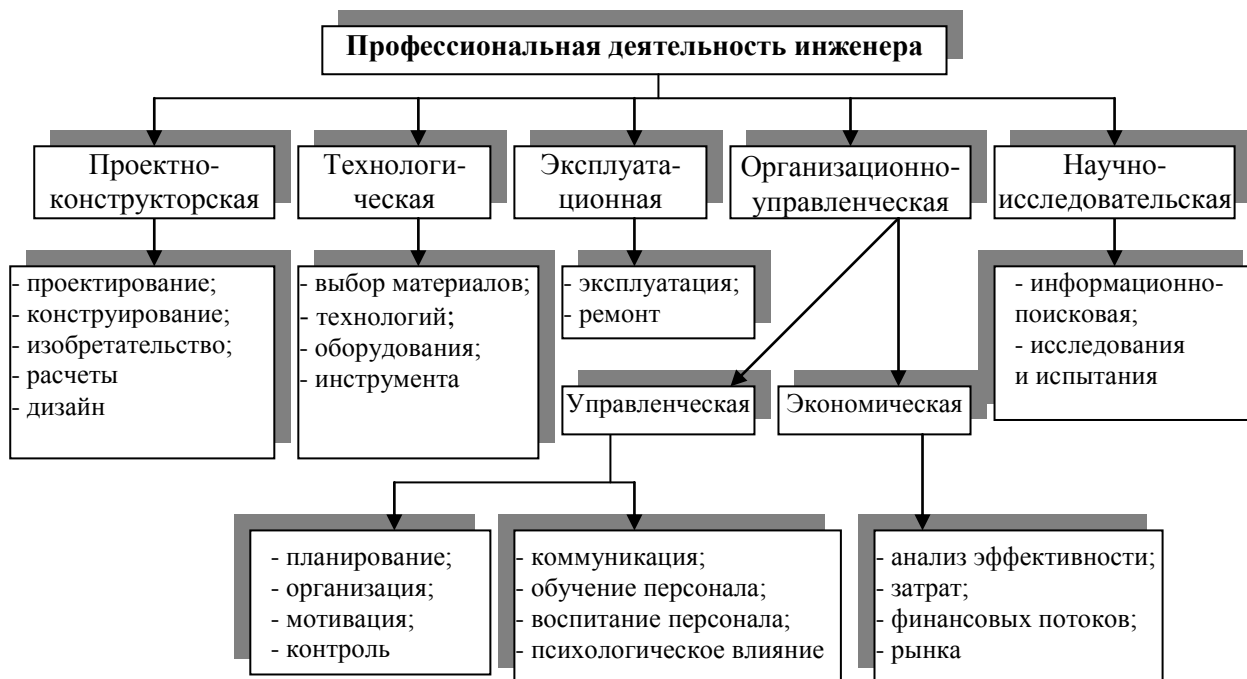 Профессиональная деятельность инженера
Проектно-
конструкторская
Технологи-
ческая
Эксплуата-
ционная
Организационно-
управленческая
Научно-
исследовательская
- проектирование;
- конструирование;
- изобретательство;
- расчеты
- дизайн
- выбор материалов;
- технологий;
- оборудования;
- инструмента
- эксплуатация;
- ремонт
- информационно-
поисковая;
- исследования
и испытания
Управленческая
Экономическая
- планирование;
- организация;
- мотивация;
- контроль
- коммуникация;
- обучение персонала;
- воспитание персонала;
- психологическое влияние
- анализ эффективности;
- затрат;
- финансовых потоков;
- рынка